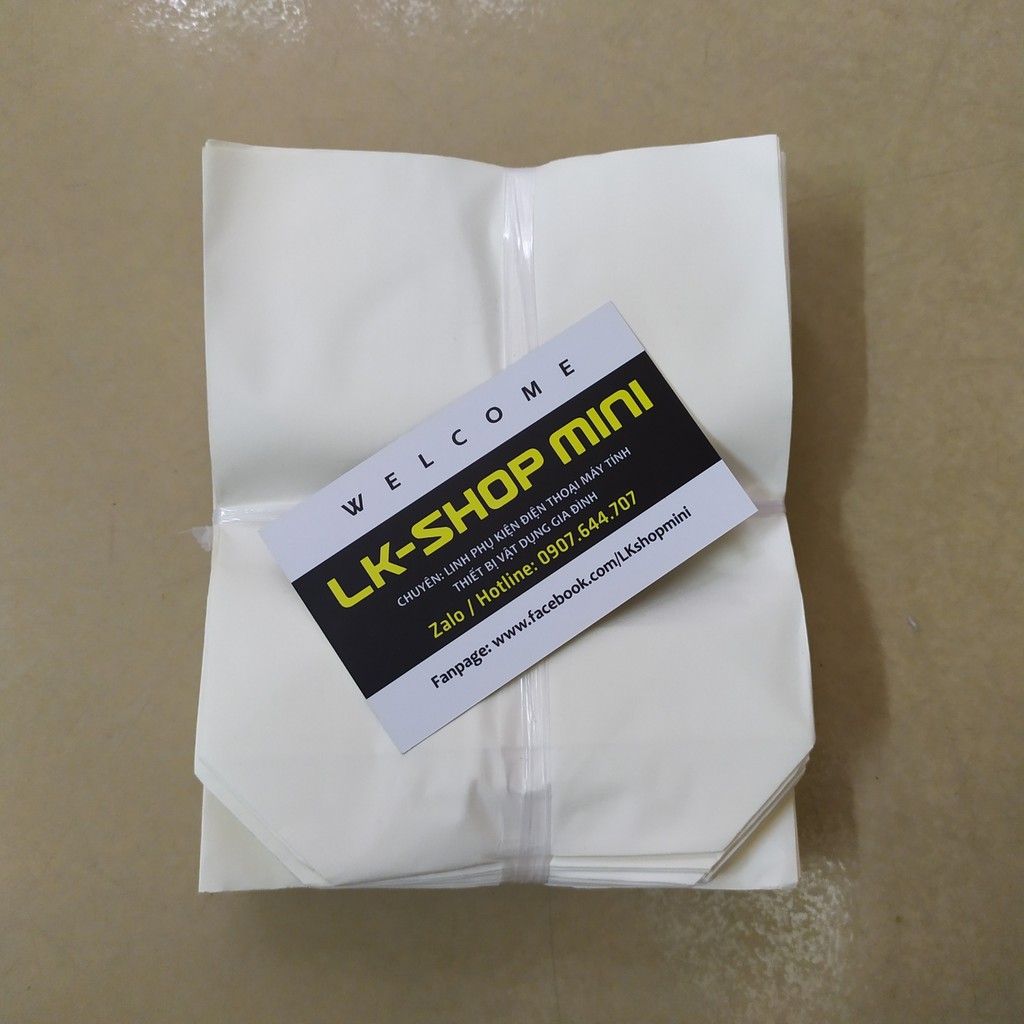 WELCOME
LK-SHOP MINI
CHUYÊN: LINH PHỤ KIỆN ĐIỆN THOẠI MÁY TÍNH
THIẾT BỊ VẬT DỤNG GIA ĐÌNH
Zalo / Hotline: 0907.644.707
Fanpage: www.facebook.com/LKshopmini